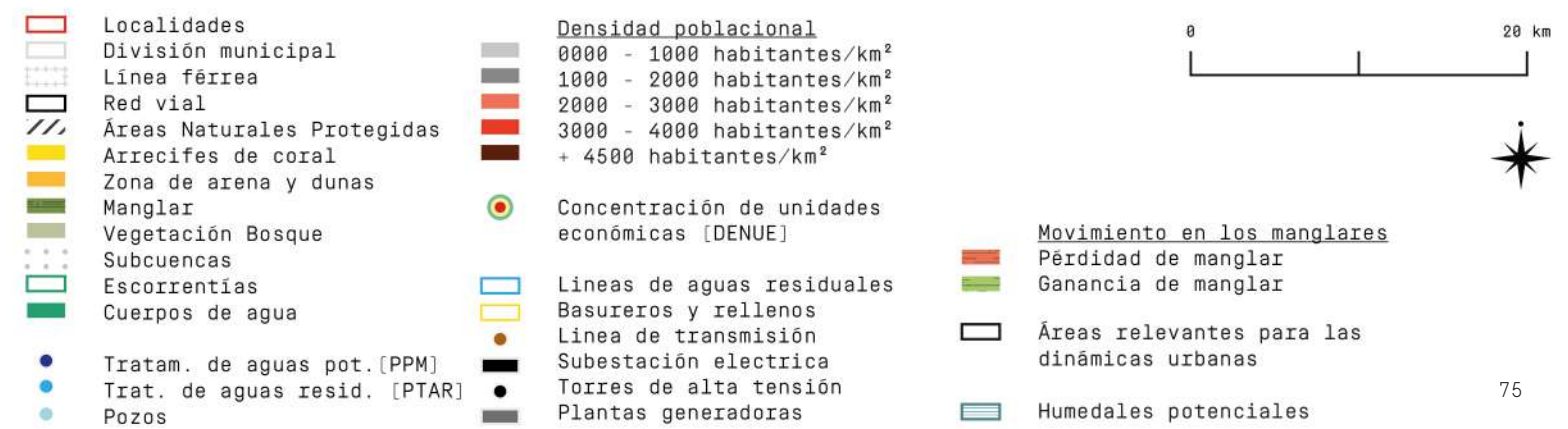 Localidades
División municipal
Línea férrea
Red vial
Áreas Naturales Protegidas
Arrecifes de coral
Zona de arena y dunas
Manglar
Vegetación Bosque
Subcuencas
Escorrentías
Cuerpos de agua
Tratam. de aguas pot.[PPM]
Trat. de aguas resid. [PTAR]
Pozos
Densidad poblacional
0000 - 1000 habitantes/km²
1000 - 2000 habitantes/km²
2000 - 3000 habitantes/km²
3000 - 4000 habitantes/km²
+ 4500 habitantes/km²
Concentración de unidades
económicas [DENUE]
Lineas de aguas residuales
Basureros y rellenos
Linea de transmisión
Subestación electrica
Torres de alta tensión
Plantas generadoras
0 20 km
Movimiento en los manglares
Pérdidad de manglar
Ganancia de manglar
Áreas relevantes para las
dinámicas urbanas
Humedales potenciales
75